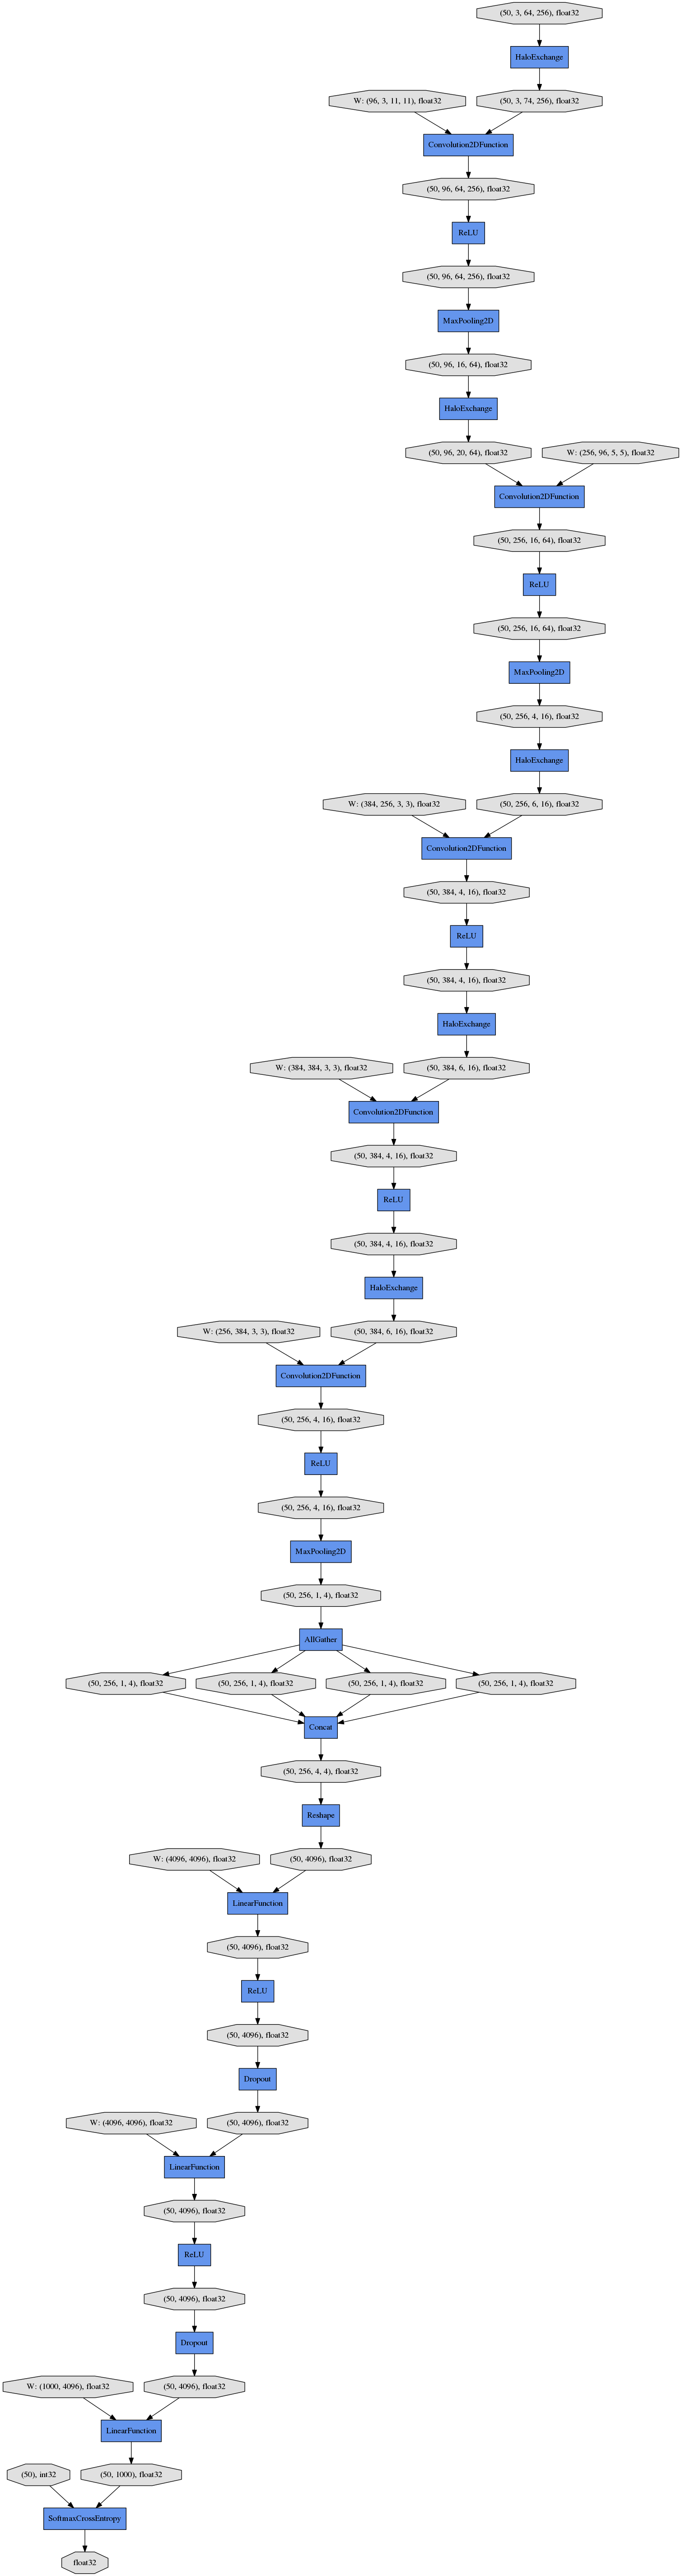 (50, 3, 64, 256), float32
HaloExchange
W: (96, 3, 11, 11), float32
(50, 3, 74, 256), float32
Convolution2DFunction
(50, 96, 64, 256), float32
ReLU
(50, 96, 64, 256), float32
MaxPooling2D
(50, 96, 16, 64), float32
HaloExchange
(50, 96, 20, 64), float32
W: (256, 96, 5, 5), float32
Convolution2DFunction
(50, 256, 16, 64), float32
ReLU
(50, 256, 16, 64), float32
MaxPooling2D
(50, 256, 4, 16), float32
HaloExchange
W: (384, 256, 3, 3), float32
(50, 256, 6, 16), float32
Convolution2DFunction
(50, 384, 4, 16), float32
ReLU
(50, 384, 4, 16), float32
HaloExchange
W: (384, 384, 3, 3), float32
(50, 384, 6, 16), float32
Convolution2DFunction
(50, 384, 4, 16), float32
ReLU
(50, 384, 4, 16), float32
HaloExchange
W: (256, 384, 3, 3), float32
(50, 384, 6, 16), float32
Convolution2DFunction
(50, 256, 4, 16), float32
ReLU
(50, 256, 4, 16), float32
MaxPooling2D
(50, 256, 1, 4), float32
AllGather
(50, 256, 1, 4), float32
(50, 256, 1, 4), float32
(50, 256, 1, 4), float32
(50, 256, 1, 4), float32
Concat
(50, 256, 4, 4), float32
Reshape
W: (4096, 4096), float32
(50, 4096), float32
LinearFunction
(50, 4096), float32
ReLU
(50, 4096), float32
Dropout
W: (4096, 4096), float32
(50, 4096), float32
LinearFunction
(50, 4096), float32
ReLU
(50, 4096), float32
Dropout
W: (1000, 4096), float32
(50, 4096), float32
LinearFunction
(50), int32
(50, 1000), float32
SoftmaxCrossEntropy
float32